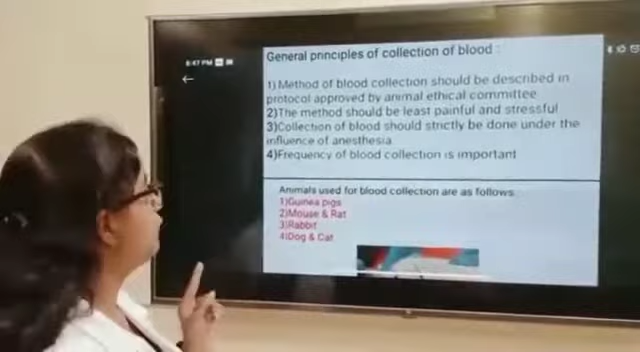 8:47 PM
General principles of collection of blood :
1) Method of blood collection should be described in
protocol approved by animal ethical committee
2)The method should be least painful and stressful
3)Collection of blood should strictly be done under the
influence of anesthesia
4)Frequency of blood collection is important
Animals used for blood collection are as follows
1)Guinea pigs
2)Mouse & Rat
3)Rabbit
4)Dog & Cat